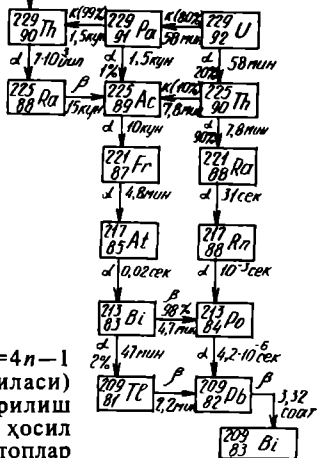 229 90 Th K(99%) 229 91 Pa K(80%) 229 92 U
1,5кун 58мин
α 7·10³йил α 1% 1,5кун α 20% 58мин
225 88 Ra β 15кун 225 89 Ac K(10%) 7,8мин 225 90 Th
α 10кун α 90% 7,8мин
221 87 Fr 221 88 Ra
α 4,8мин α 31сек
217 85 At 217 88 Rn
α 0,02сек α 10⁻³сек
213 83 Bi β 98% 4,7мин 213 84 Po
α 2% 47мин α 4,2·10⁻⁶сек
209 81 Tl β 2,2мин 209 82 Pb β 3,32 соат
209 83 Bi
=4n—1
иласи)
рилиш
ҳосил
топлар